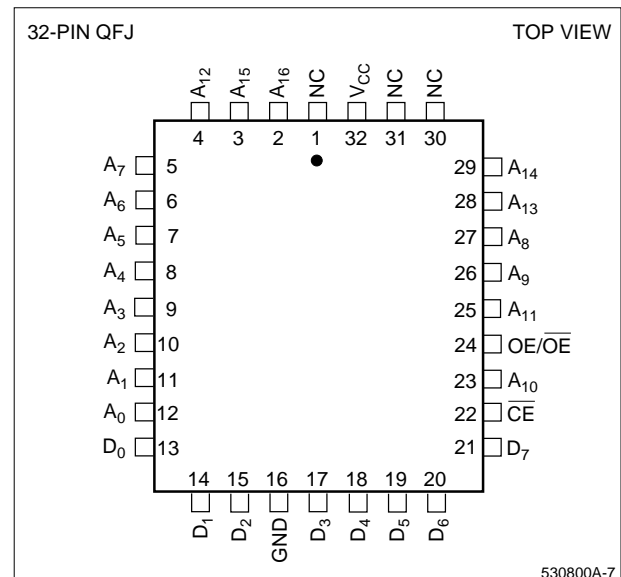 32-PIN QFJ
TOP VIEW
A12 A15 A16 NC VCC NC NC
4 3 2 1 32 31 30
A7 5
A6 6
A5 7
A4 8
A3 9
A2 10
A1 11
A0 12
D0 13
29 A14
28 A13
27 A8
26 A9
25 A11
24 OE/O̅E̅
23 A10
22 C̅E̅
21 D7
14 15 16 17 18 19 20
D1 D2 GND D3 D4 D5 D6
530800A-7